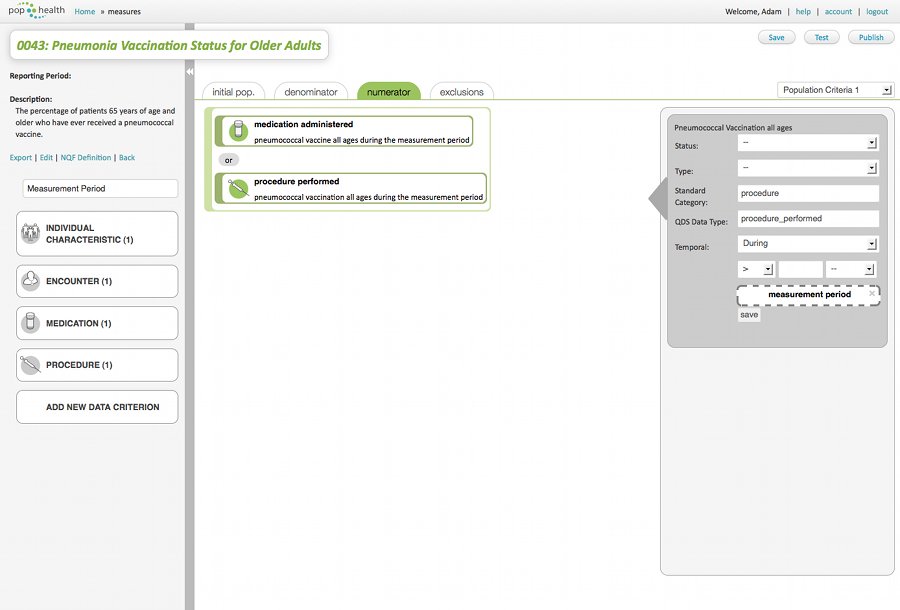 pop health Home » measures
Welcome, Adam | help | account | logout
0043: Pneumonia Vaccination Status for Older Adults
Save Test Publish
Reporting Period:
Description:
The percentage of patients 65 years of age and
older who have ever received a pneumococcal
vaccine.
Export | Edit | NQF Definition | Back
Measurement Period
INDIVIDUAL
CHARACTERISTIC (1)
ENCOUNTER (1)
MEDICATION (1)
PROCEDURE (1)
ADD NEW DATA CRITERION
initial pop. denominator numerator exclusions
Population Criteria 1
medication administered
pneumococcal vaccine all ages during the measurement period
or
procedure performed
pneumococcal vaccination all ages during the measurement period
Pneumococcal Vaccination all ages
Status: --
Type: --
Standard
Category: procedure
QDS Data Type: procedure_performed
Temporal: During
> --
measurement period ×
save